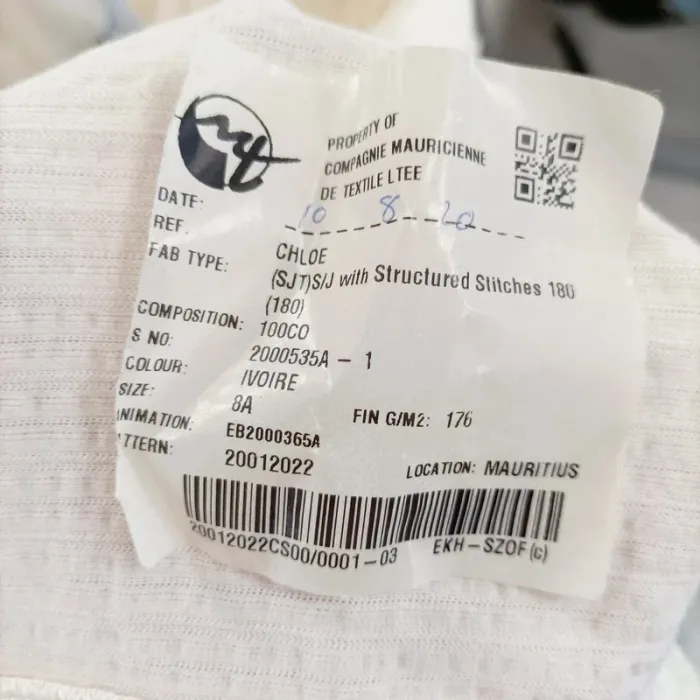 PROPERTY OF
COMPAGNIE MAURICIENNE
DE TEXTILE LTEE
DATE: 10 8 20
REF. CHLOE
FAB TYPE: (SJT)S/J with Structured Stitches 180
(180)
COMPOSITION: 100CO
S NO: 2000535A - 1
COLOUR: IVOIRE
SIZE: 8A FIN G/M2: 176
ANIMATION: EB2000365A
TTERN: 20012022 LOCATION: MAURITIUS
20012022CS00/0001-03 EKH-SZOF(c)